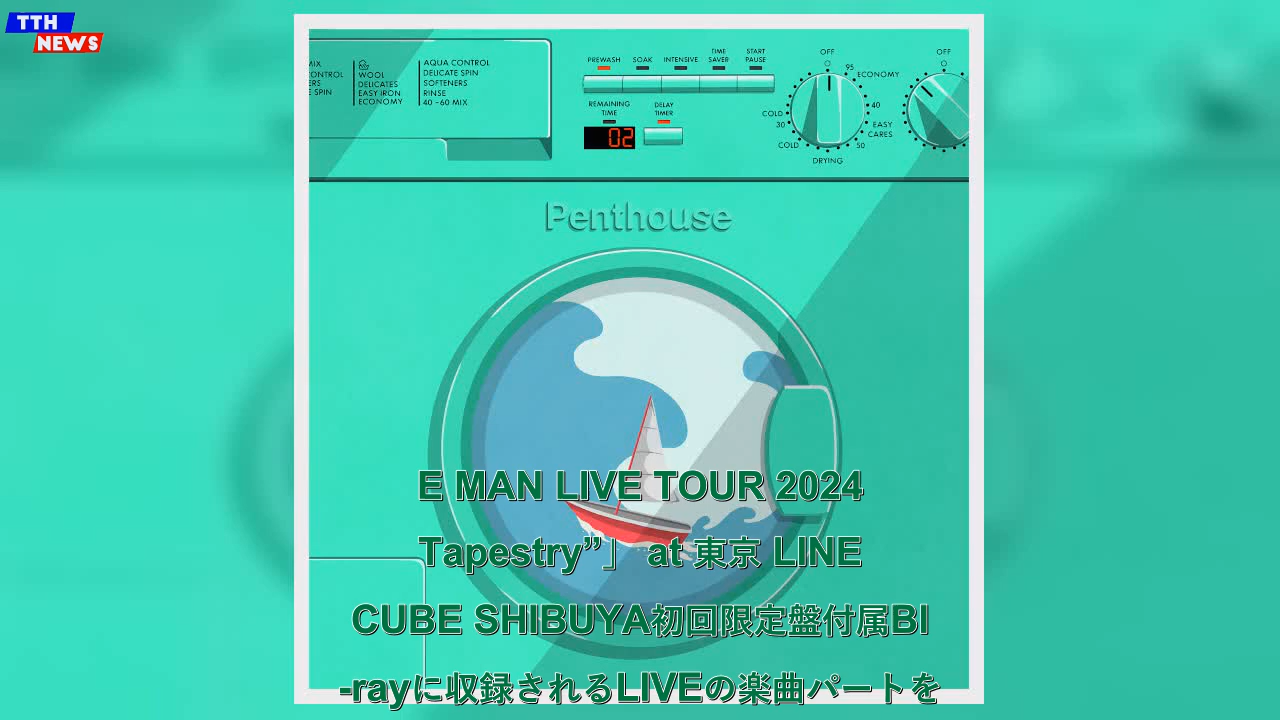 TTH
NEWS
MIX
CONTROL
ERS
E SPIN
WOOL
DELICATES
EASY IRON
ECONOMY
AQUA CONTROL
DELICATE SPIN
SOFTENERS
RINSE
40 -60 MIX
PREWASH
SOAK
INTENSIVE
TIME
SAVER
START
PAUSE
REMAINING
TIME
DELAY
TIMER
02
OFF
95
ECONOMY
40
EASY
CARES
50
DRYING
COLD
30
COLD
OFF
Penthouse
E MAN LIVE TOUR 2024
Tapestry”」 at 東京 LINE
CUBE SHIBUYA初回限定盤付属Bl
-rayに収録されるLIVEの楽曲パートを